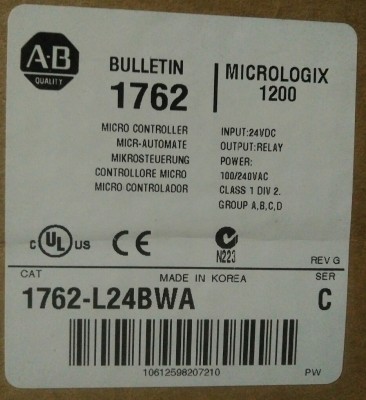 A-B
QUALITY
BULLETIN
1762
MICROLOGIX
1200
MICRO CONTROLLER
MICR-AUTOMATE
MIKROSTEUERUNG
CONTROLLORE MICRO
MICRO CONTROLADOR
INPUT:24VDC
OUTPUT:RELAY
POWER:
100/240VAC
CLASS 1 DIV 2.
GROUP A,B,C,D
C UL US CE N223
REV G
CAT MADE IN KOREA SER
1762-L24BWA C
10612598207210 PW